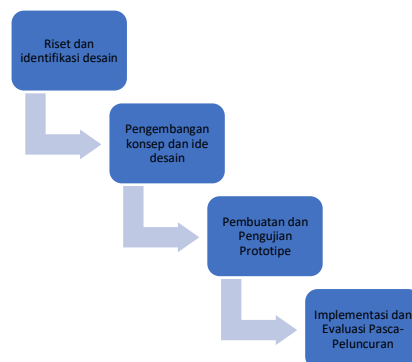 Riset dan
identifikasi desain
Pengembangan
konsep dan ide
desain
Pembuatan dan
Pengujian
Prototipe
Implementasi dan
Evaluasi Pasca-
Peluncuran